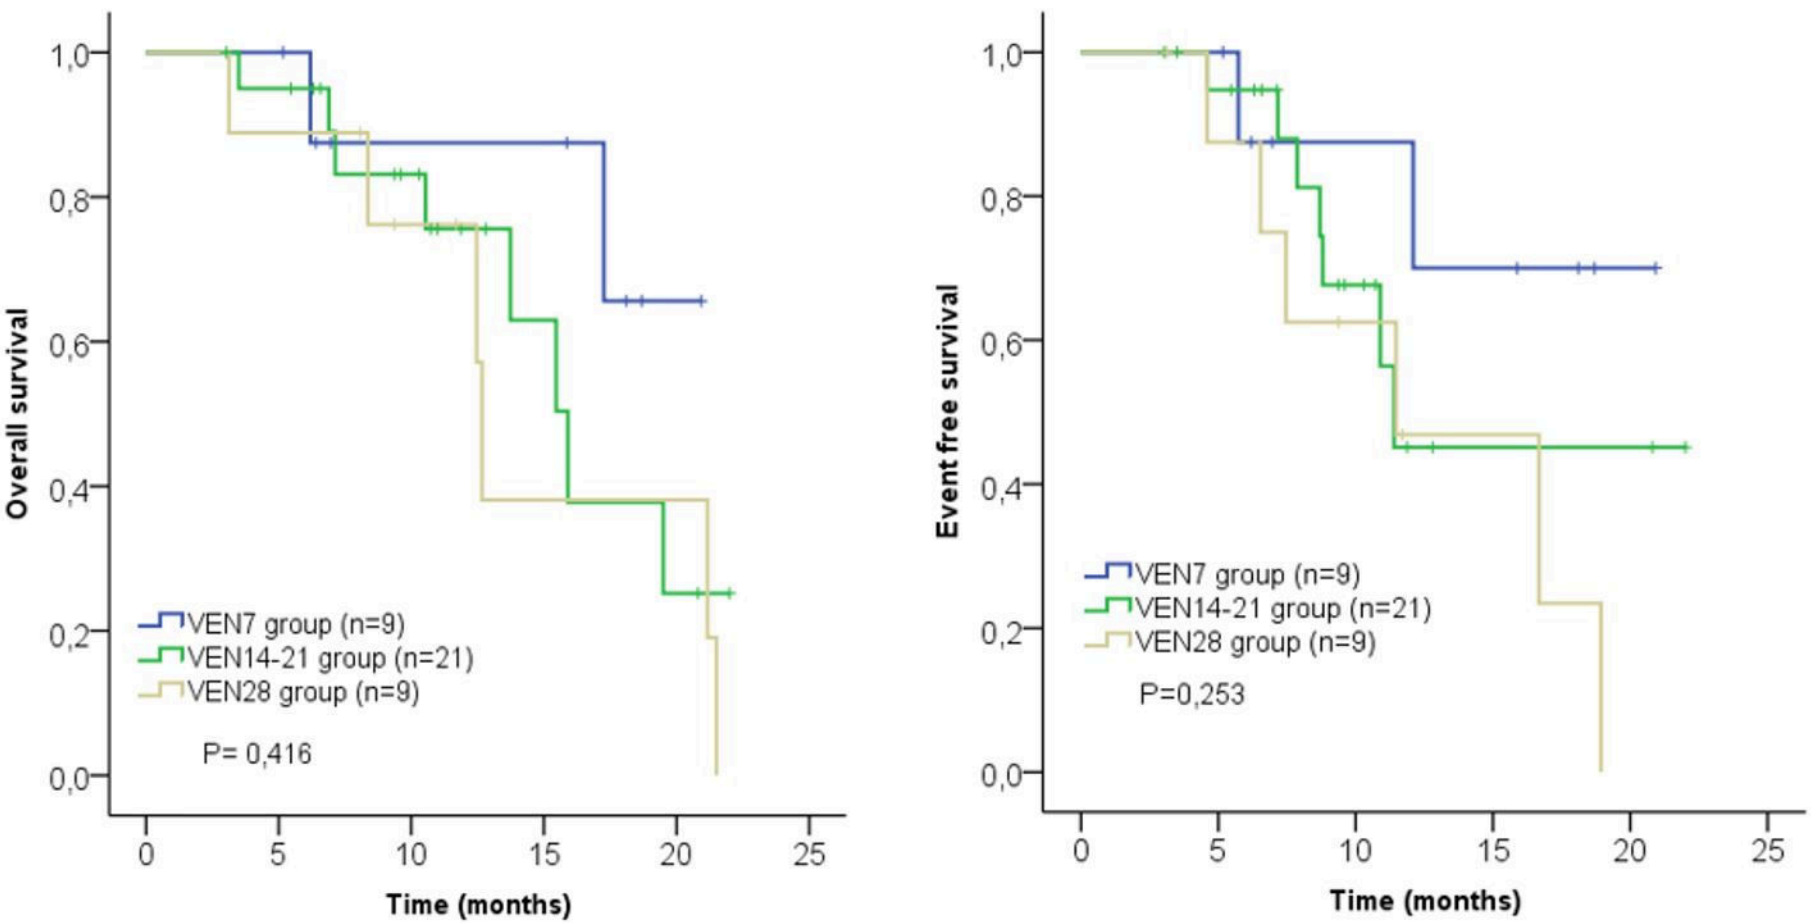 Overall survival
1,0
0,8
0,6
0,4
0,2
0,0
VEN7 group (n=9)
VEN14-21 group (n=21)
VEN28 group (n=9)
P= 0,416
0 5 10 15 20 25
Time (months)
Event free survival
1,0
0,8
0,6
0,4
0,2
0,0
VEN7 group (n=9)
VEN14-21 group (n=21)
VEN28 group (n=9)
P=0,253
0 5 10 15 20 25
Time (months)